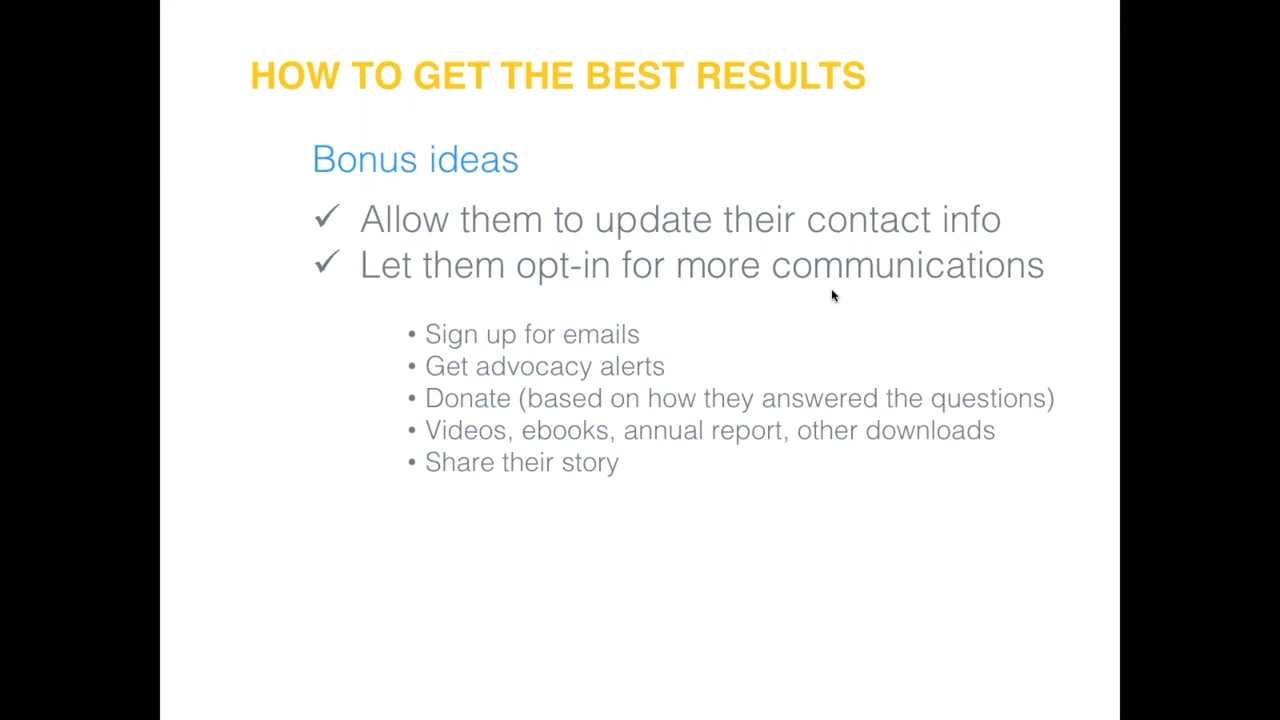 HOW TO GET THE BEST RESULTS
Bonus ideas
✓ Allow them to update their contact info
✓ Let them opt-in for more communications
• Sign up for emails
• Get advocacy alerts
• Donate (based on how they answered the questions)
• Videos, ebooks, annual report, other downloads
• Share their story